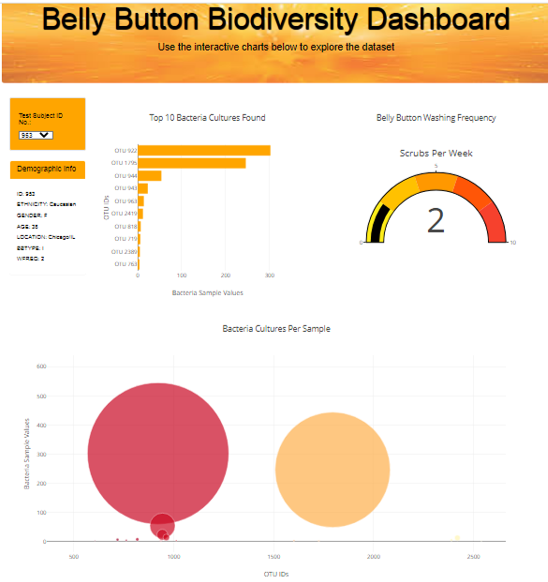 Belly Button Biodiversity Dashboard
Use the interactive charts below to explore the dataset
Test Subject ID
No.:
953
Demographic Info
ID: 953
ETHNICITY: Caucasian
GENDER: F
AGE: 35
LOCATION: Chicago/IL
BBTYPE: I
WFREQ: 2
Top 10 Bacteria Cultures Found
OTU IDs
OTU 922
OTU 1795
OTU 944
OTU 943
OTU 963
OTU 2419
OTU 818
OTU 719
OTU 2389
OTU 763
0 100 200 300
Bacteria Sample Values
Belly Button Washing Frequency
Scrubs Per Week
0 5 10
2
Bacteria Cultures Per Sample
Bacteria Sample Values
600
500
400
300
200
100
0
500 1000 1500 2000 2500
OTU IDs